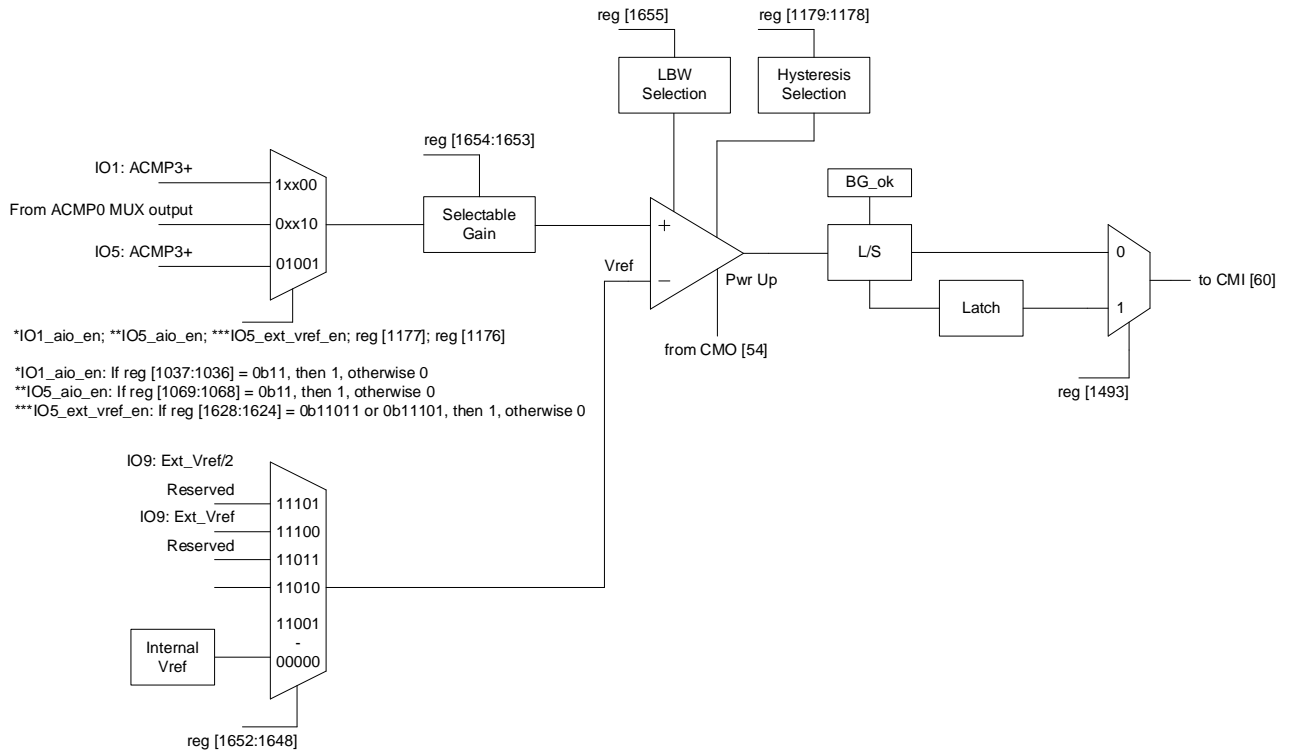 reg [1655]
reg [1179:1178]
LBW
Selection
Hysteresis
Selection
reg [1654:1653]
IO1: ACMP3+
1xx00
From ACMP0 MUX output
0xx10
IO5: ACMP3+
01001
Selectable
Gain
+
Vref
−
Pwr Up
from CMO [54]
BG_ok
L/S
Latch
0
1
to CMI [60]
reg [1493]
*IO1_aio_en; **IO5_aio_en; ***IO5_ext_vref_en; reg [1177]; reg [1176]
*IO1_aio_en: If reg [1037:1036] = 0b11, then 1, otherwise 0
**IO5_aio_en: If reg [1069:1068] = 0b11, then 1, otherwise 0
***IO5_ext_vref_en: If reg [1628:1624] = 0b11011 or 0b11101, then 1, otherwise 0
IO9: Ext_Vref/2
Reserved
11101
IO9: Ext_Vref
11100
Reserved
11011
11010
11001
-
00000
Internal
Vref
reg [1652:1648]